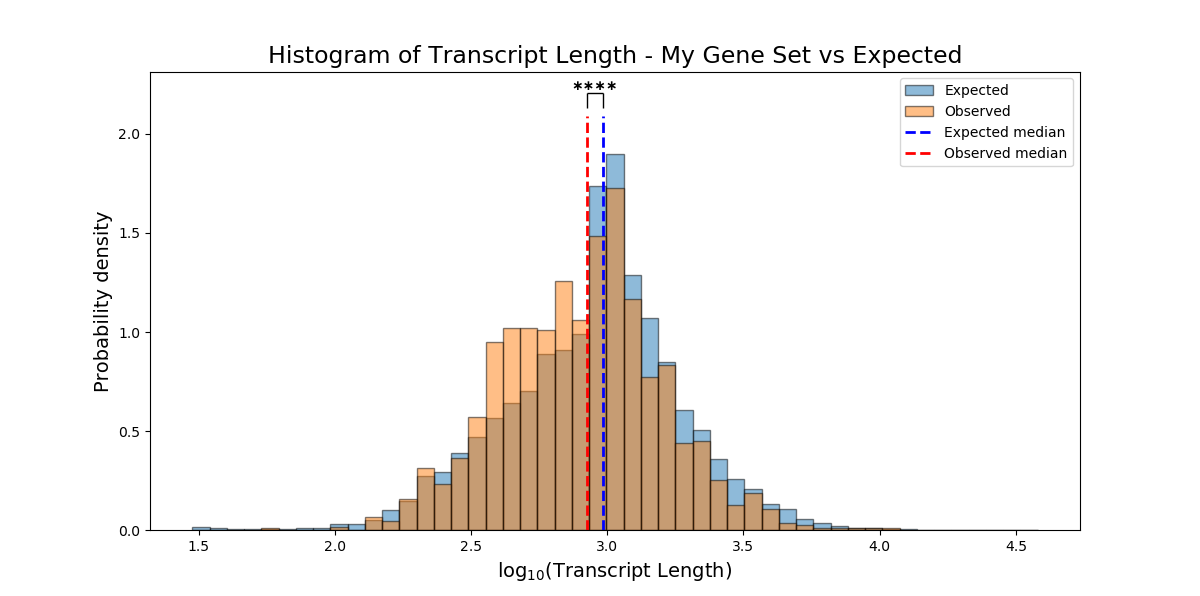 Histogram of Transcript Length - My Gene Set vs Expected
****
Expected
Observed
Expected median
Observed median
Probability density
2.0
1.5
1.0
0.5
0.0
1.5 2.0 2.5 3.0 3.5 4.0 4.5
log₁₀(Transcript Length)